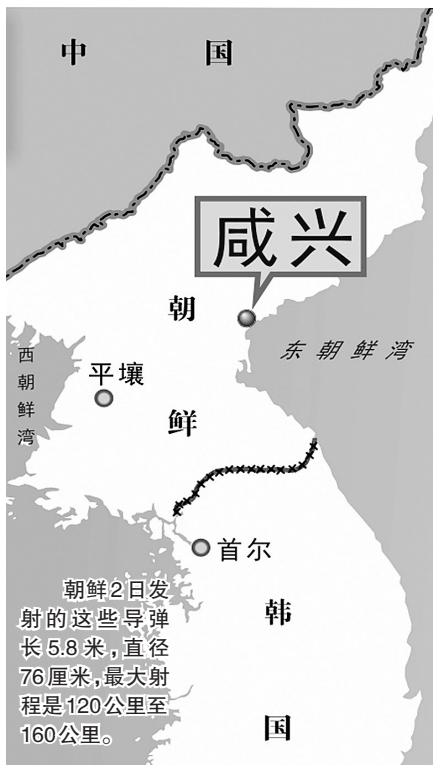 中国
咸兴
朝鲜
东朝鲜湾
西朝鲜湾
平壤
首尔
韩国
朝鲜2日发
射的这些导弹
长5.8米，直径
76厘米，最大射
程是120公里至
160公里。